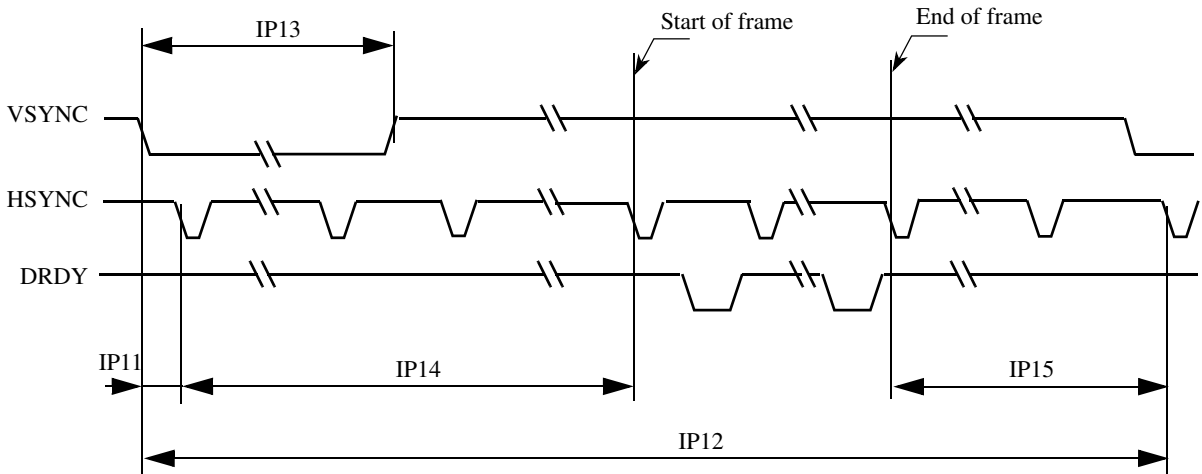 IP13
Start of frame
End of frame
VSYNC
HSYNC
DRDY
IP11
IP14
IP15
IP12